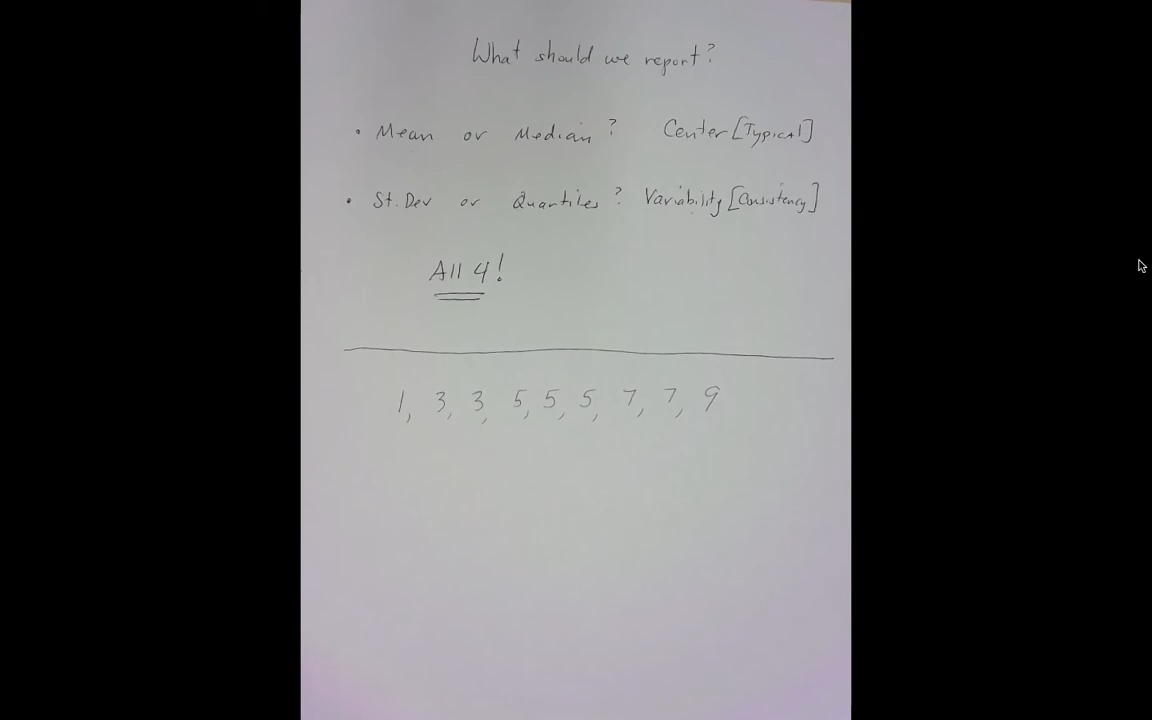 What should we report?
• Mean or Median? Center [Typical]
• St. Dev or Quantiles? Variability [Consistency]
All 4!
1, 3, 3, 5, 5, 5, 7, 7, 9